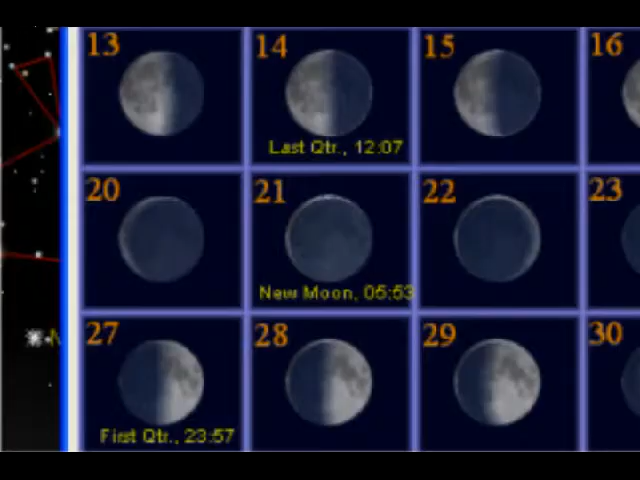 13 14 15 16
Last Qtr., 12:07
20 21 22 23
New Moon, 05:53
27 28 29 30
First Qtr., 23:57